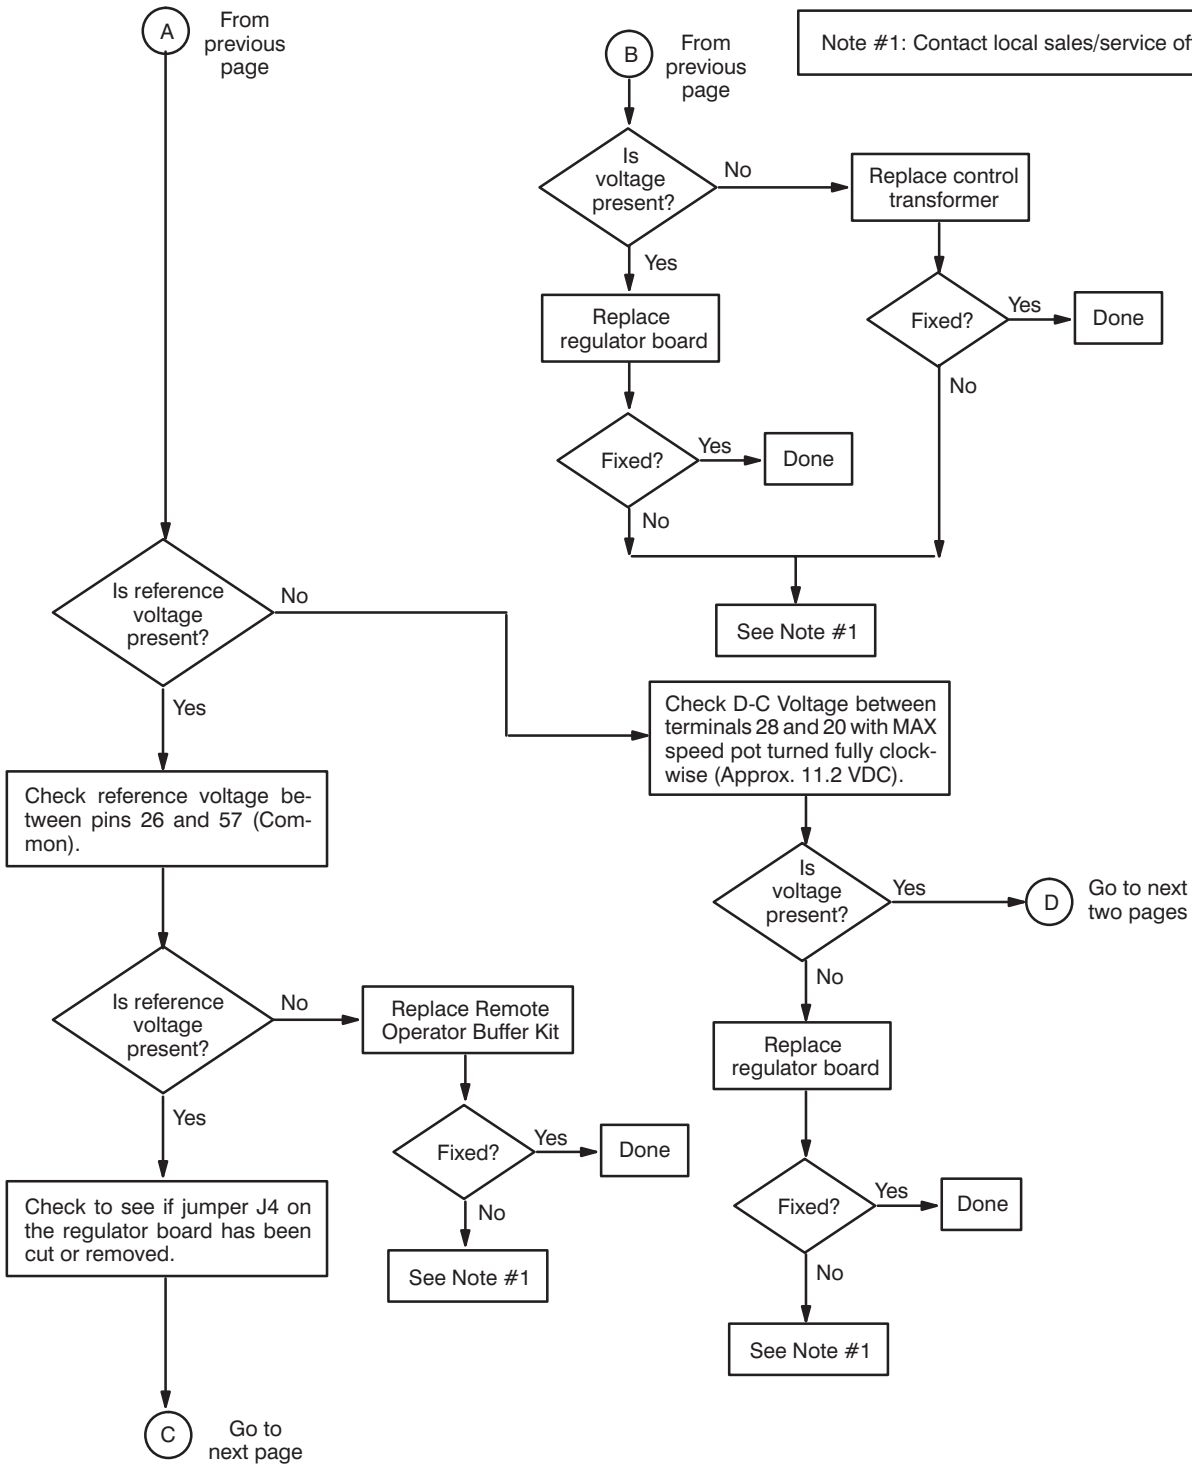 A
From
previous
page
B
From
previous
page
Note #1: Contact local sales/service of
Is
voltage
present?
No
Replace control
transformer
Yes
Replace
regulator board
Fixed?
Yes
Done
No
Fixed?
Yes
Done
No
See Note #1
Is reference
voltage
present?
No
Yes
Check D-C Voltage between
terminals 28 and 20 with MAX
speed pot turned fully clock-
wise (Approx. 11.2 VDC).
Check reference voltage be-
tween pins 26 and 57 (Com-
mon).
Is
voltage
present?
Yes
D
Go to next
two pages
No
Is reference
voltage
present?
No
Replace Remote
Operator Buffer Kit
Replace
regulator board
Yes
Fixed?
Yes
Done
No
See Note #1
Check to see if jumper J4 on
the regulator board has been
cut or removed.
Fixed?
Yes
Done
No
See Note #1
C
Go to
next page